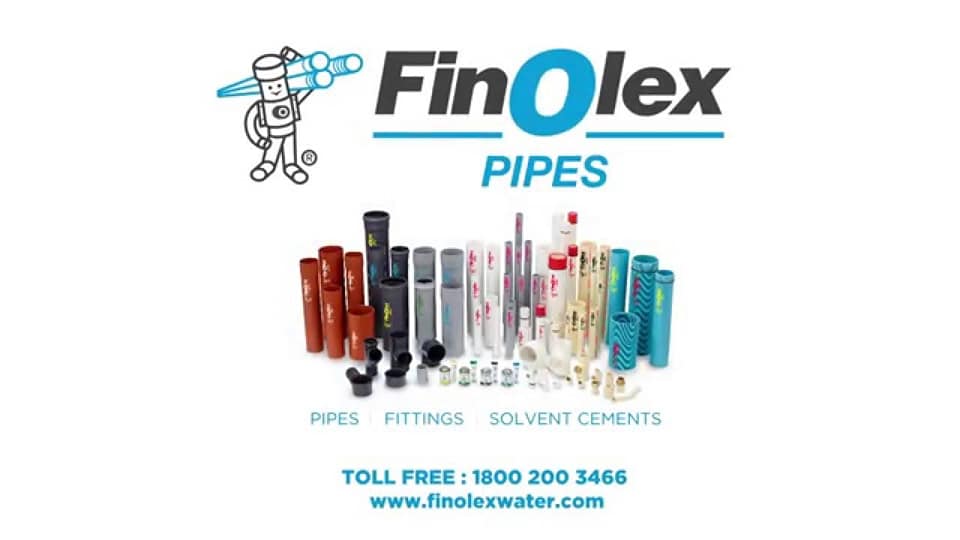 FinOlex
PIPES
®
PIPES | FITTINGS | SOLVENT CEMENTS
TOLL FREE : 1800 200 3466
www.finolexwater.com